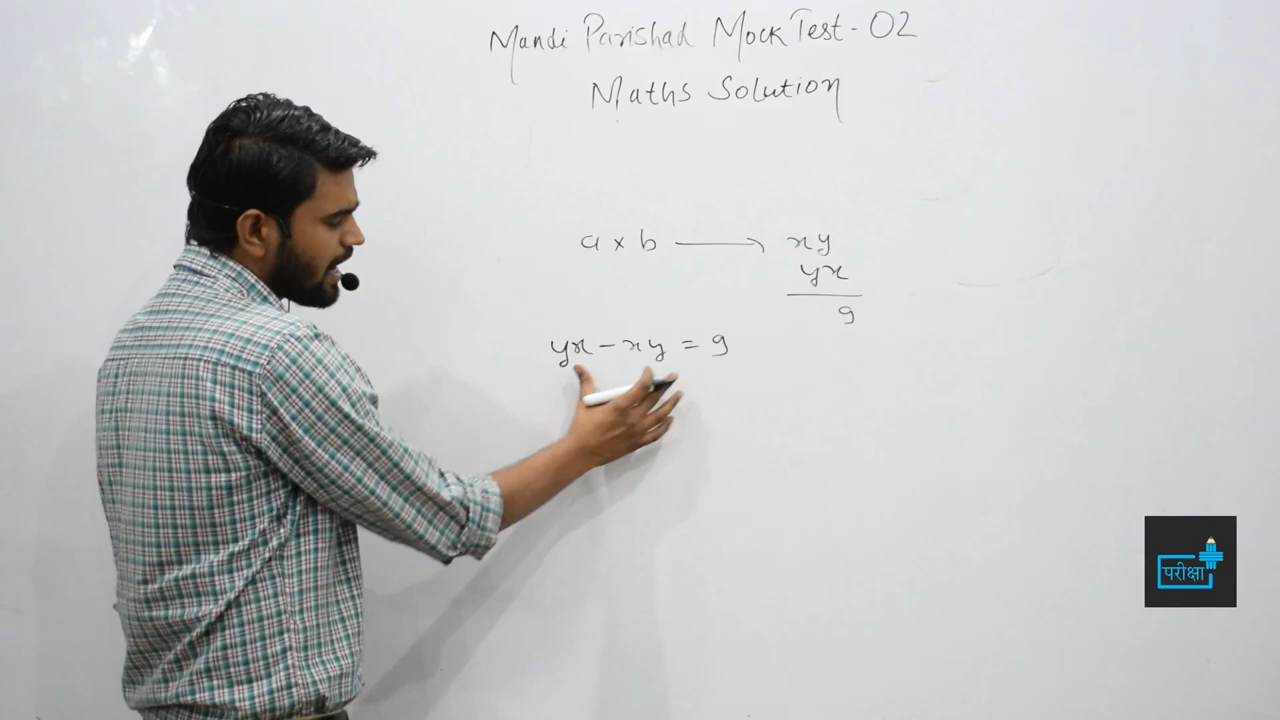 Mandi Parishad Mock Test - 02
Maths Solution
a × b ⟶ xy
yx
9
yx - xy = 9
परीक्षा